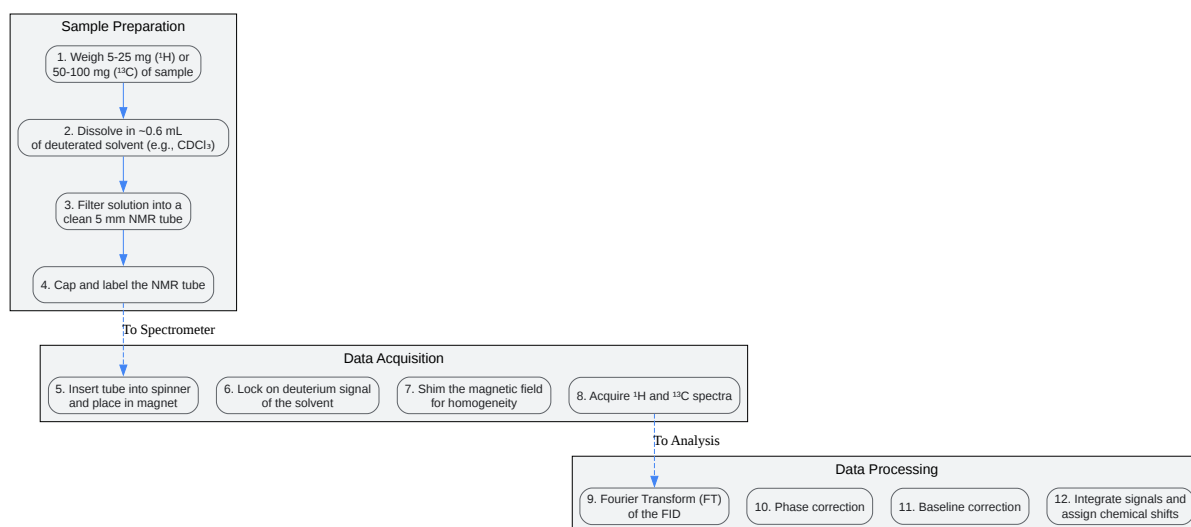 Sample Preparation
1. Weigh 5-25 mg (¹H) or
50-100 mg (¹³C) of sample
2. Dissolve in ~0.6 mL
of deuterated solvent (e.g., CDCl₃)
3. Filter solution into a
clean 5 mm NMR tube
4. Cap and label the NMR tube
To Spectrometer
Data Acquisition
5. Insert tube into spinner
and place in magnet
6. Lock on deuterium signal
of the solvent
7. Shim the magnetic field
for homogeneity
8. Acquire ¹H and ¹³C spectra
To Analysis
Data Processing
9. Fourier Transform (FT)
of the FID
10. Phase correction
11. Baseline correction
12. Integrate signals and
assign chemical shifts